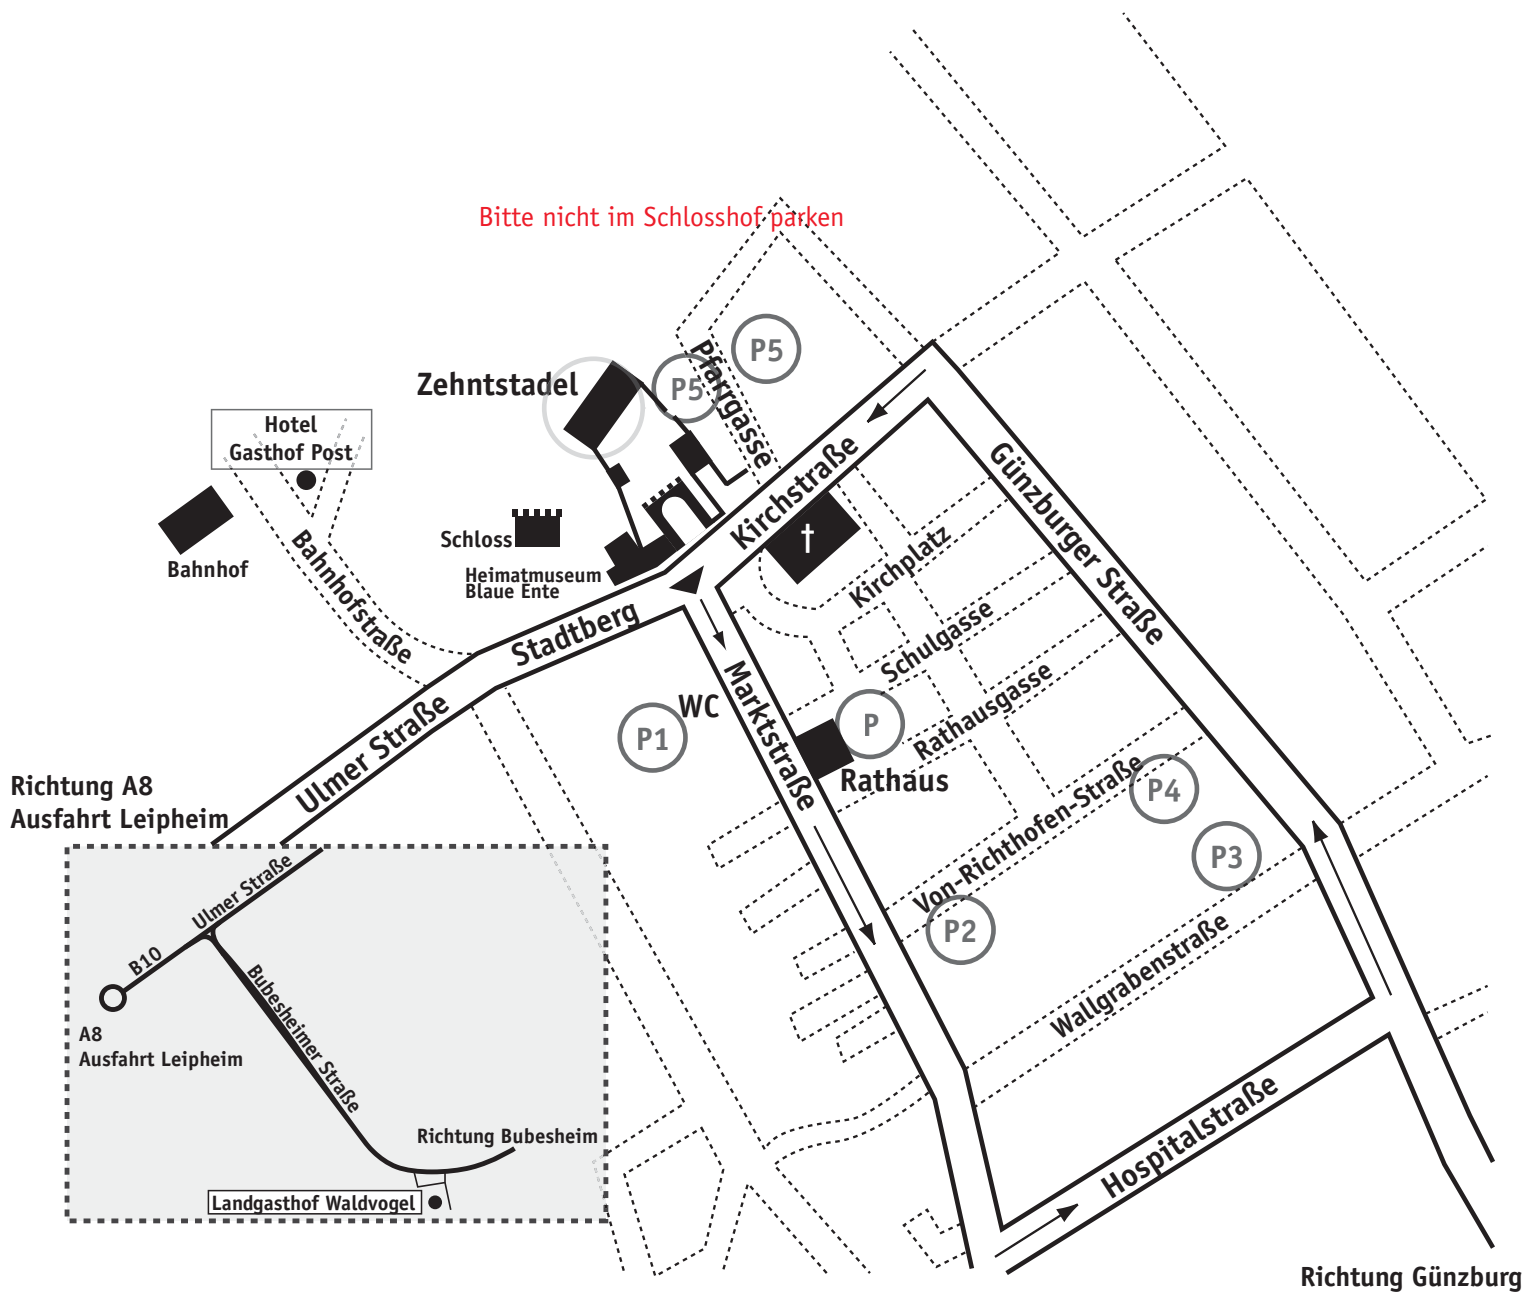 Bitte nicht im Schlosshof parken
P5
P5
Pfarrgasse
Zehntstadel
Hotel
Gasthof Post
Bahnhof
Bahnhofstraße
Schloss
Heimatmuseum
Blaue Ente
Kirchstraße
Günzburger Straße
Kirchplatz
Schulgasse
Rathausgasse
Stadtberg
Marktstraße
WC
P1
P
Rathaus
Ulmer Straße
Von-Richthofen-Straße
P4
P3
P2
Wallgrabenstraße
Hospitalstraße
Richtung A8
Ausfahrt Leipheim
Ulmer Straße
B10
A8
Ausfahrt Leipheim
Bubesheimer Straße
Richtung Bubesheim
Landgasthof Waldvogel
Richtung Günzburg